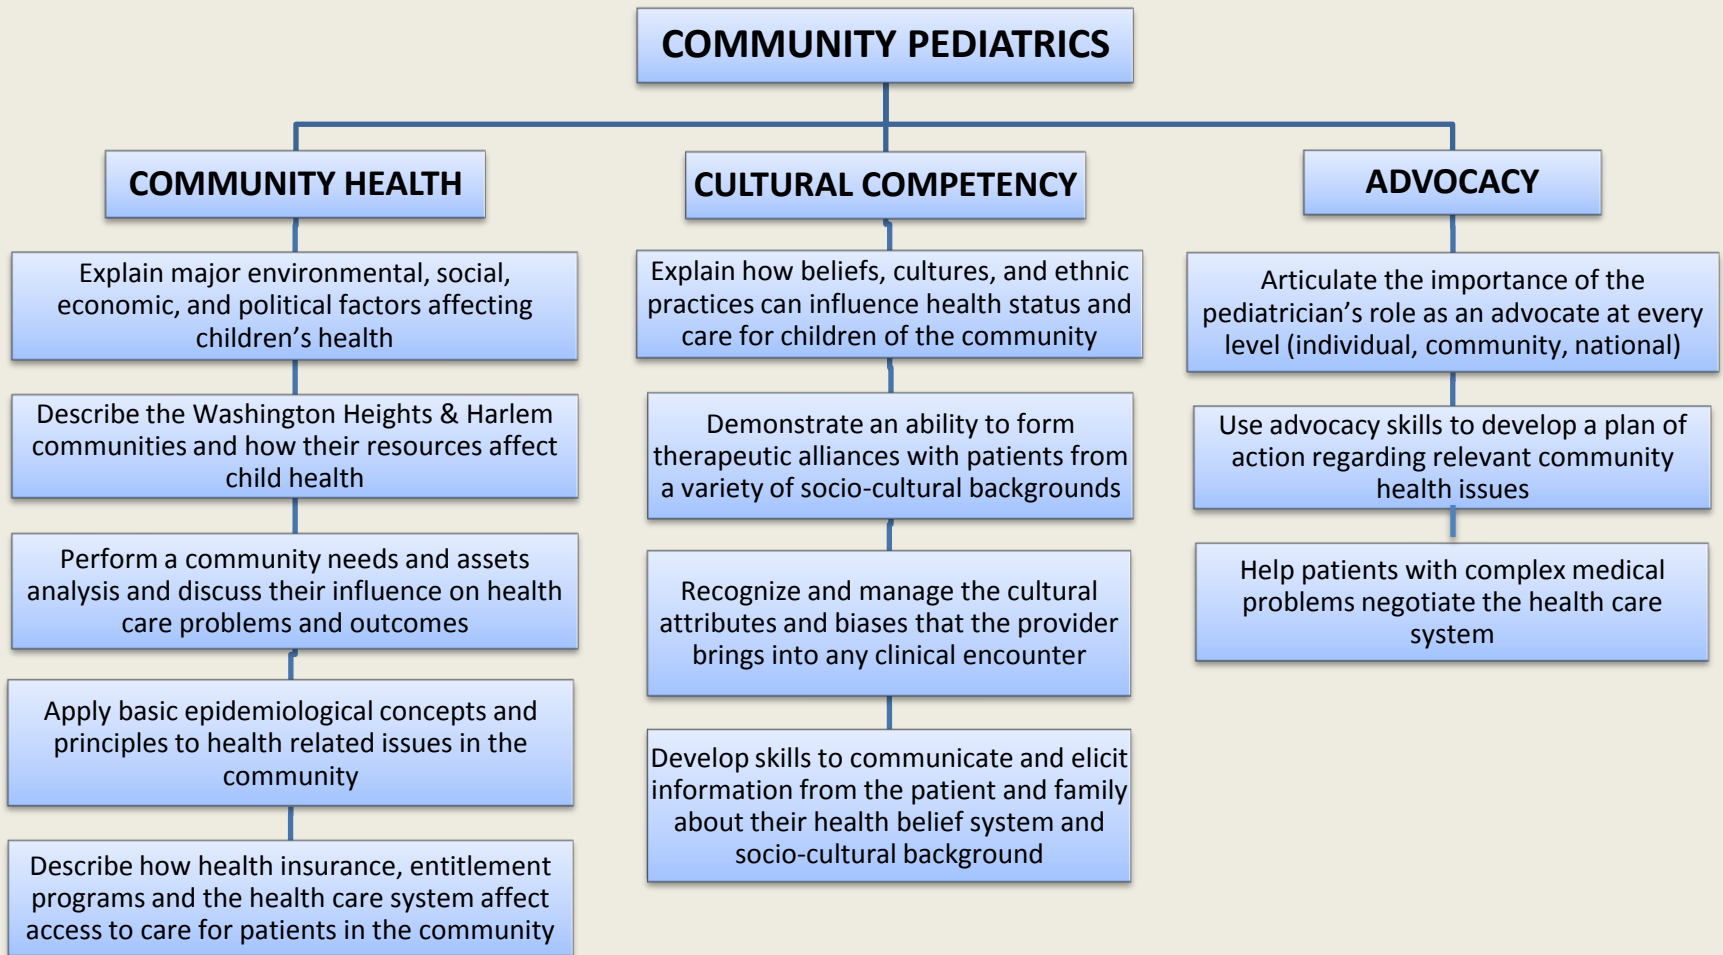 COMMUNITY PEDIATRICS
COMMUNITY HEALTH
Explain major environmental, social,
economic, and political factors affecting
children’s health
Describe the Washington Heights & Harlem
communities and how their resources affect
child health
Perform a community needs and assets
analysis and discuss their influence on health
care problems and outcomes
Apply basic epidemiological concepts and
principles to health related issues in the
community
Describe how health insurance, entitlement
programs and the health care system affect
access to care for patients in the community
CULTURAL COMPETENCY
Explain how beliefs, cultures, and ethnic
practices can influence health status and
care for children of the community
Demonstrate an ability to form
therapeutic alliances with patients from
a variety of socio-cultural backgrounds
Recognize and manage the cultural
attributes and biases that the provider
brings into any clinical encounter
Develop skills to communicate and elicit
information from the patient and family
about their health belief system and
socio-cultural background
ADVOCACY
Articulate the importance of the
pediatrician’s role as an advocate at every
level (individual, community, national)
Use advocacy skills to develop a plan of
action regarding relevant community
health issues
Help patients with complex medical
problems negotiate the health care
system